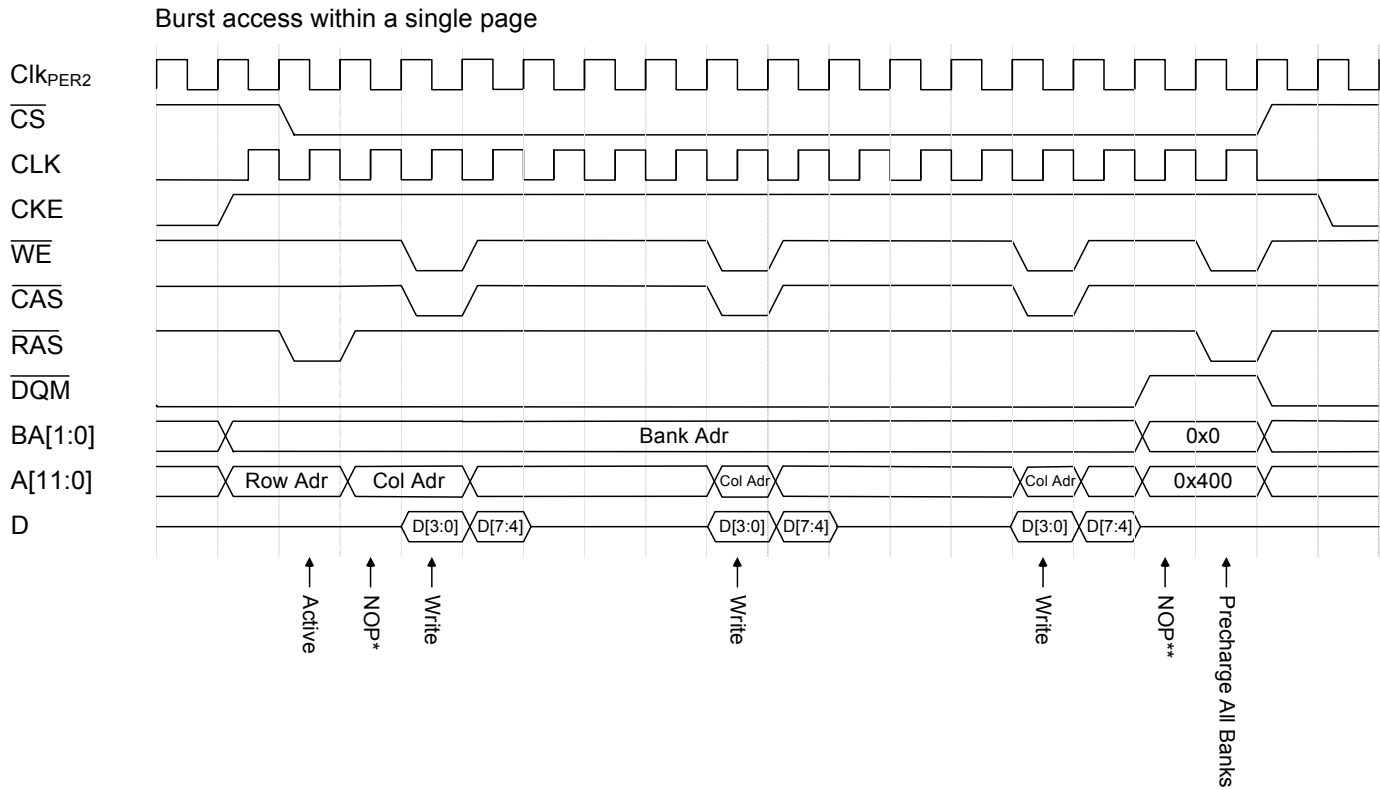 Burst access within a single page
ClkPER2
CS
CLK
CKE
WE
CAS
RAS
DQM
BA[1:0] Bank Adr 0x0
A[11:0] Row Adr Col Adr Col Adr Col Adr 0x400
D D[3:0] D[7:4] D[3:0] D[7:4] D[3:0] D[7:4]
Active
NOP*
Write
Write
Write
NOP**
Precharge All Banks